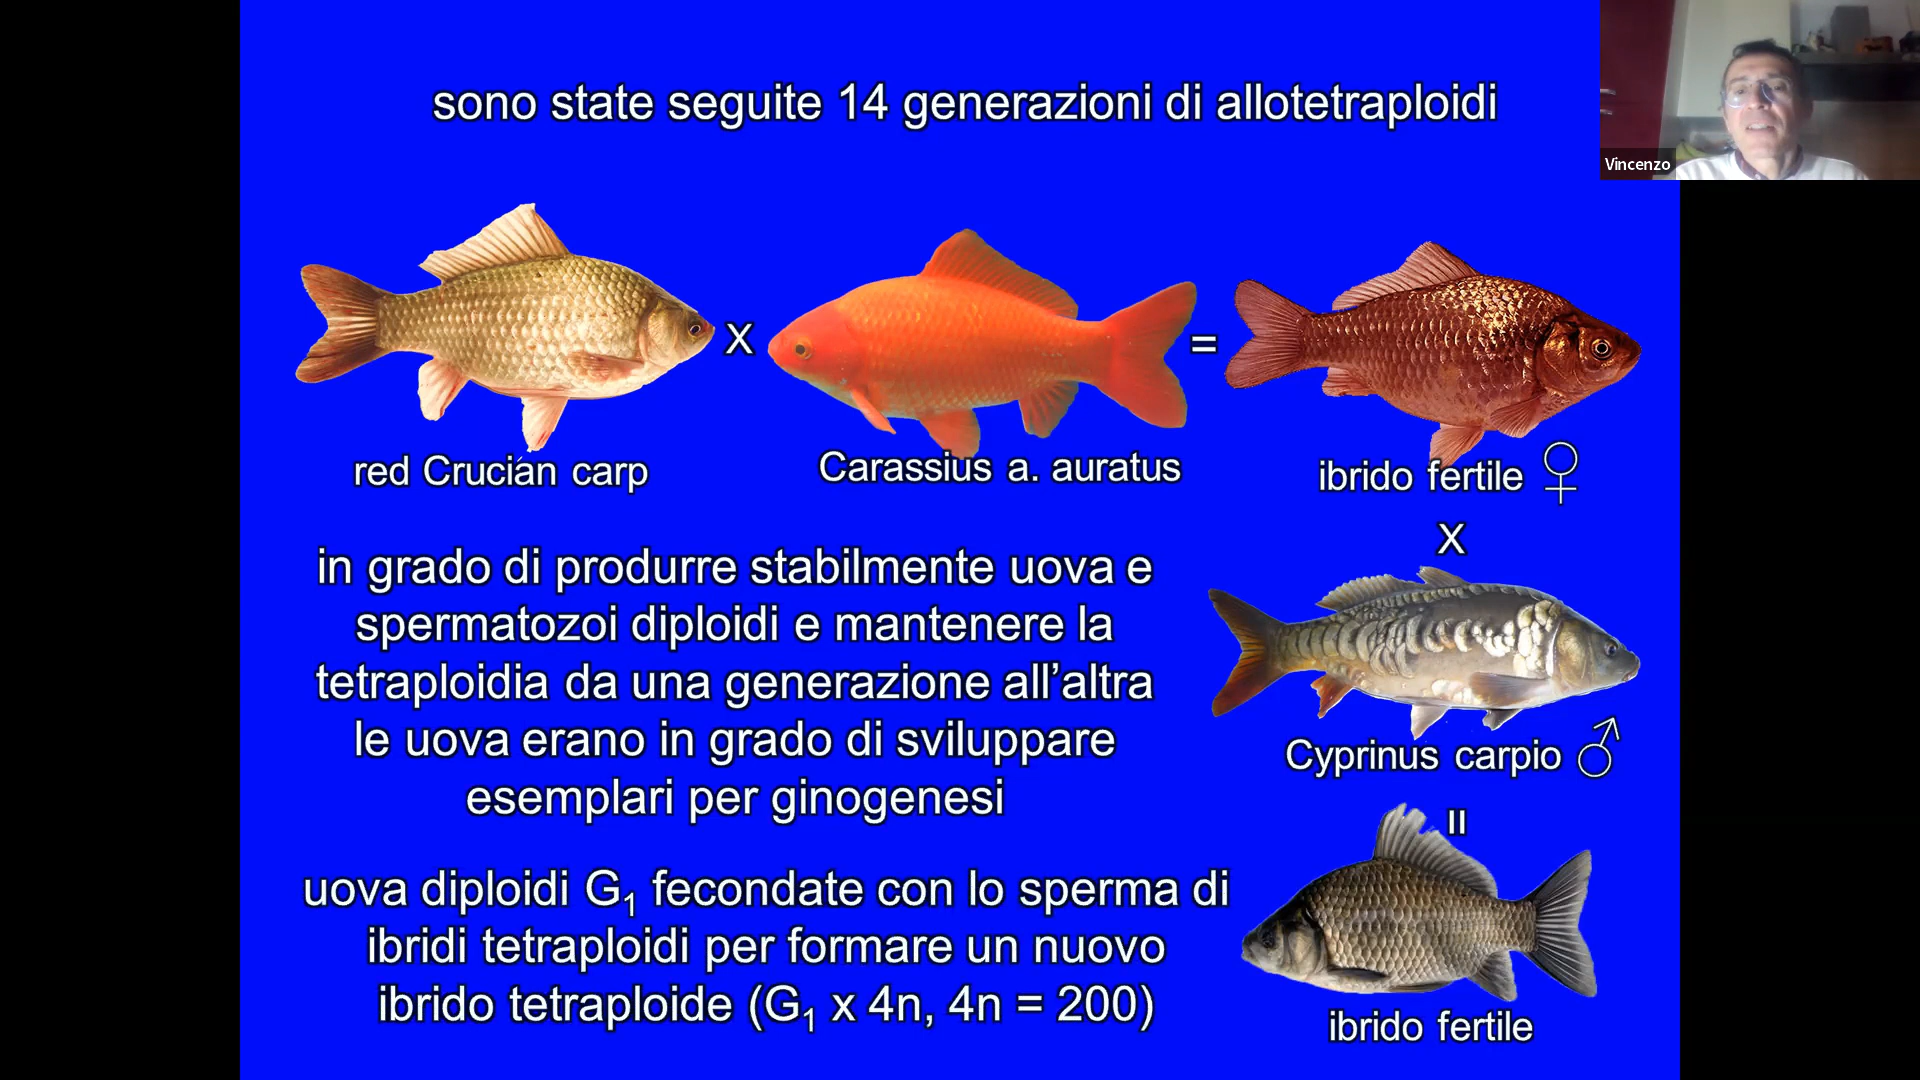 sono state seguite 14 generazioni di allotetraploidi
Vincenzo
X
=
red Crucian carp
Carassius a. auratus
ibrido fertile ♀
X
in grado di produrre stabilmente uova e
spermatozoi diploidi e mantenere la
tetraploidia da una generazione all’altra
le uova erano in grado di sviluppare
esemplari per ginogenesi
Cyprinus carpio ♂
=
uova diploidi G₁ fecondate con lo sperma di
ibridi tetraploidi per formare un nuovo
ibrido tetraploide (G₁ x 4n, 4n = 200)
ibrido fertile